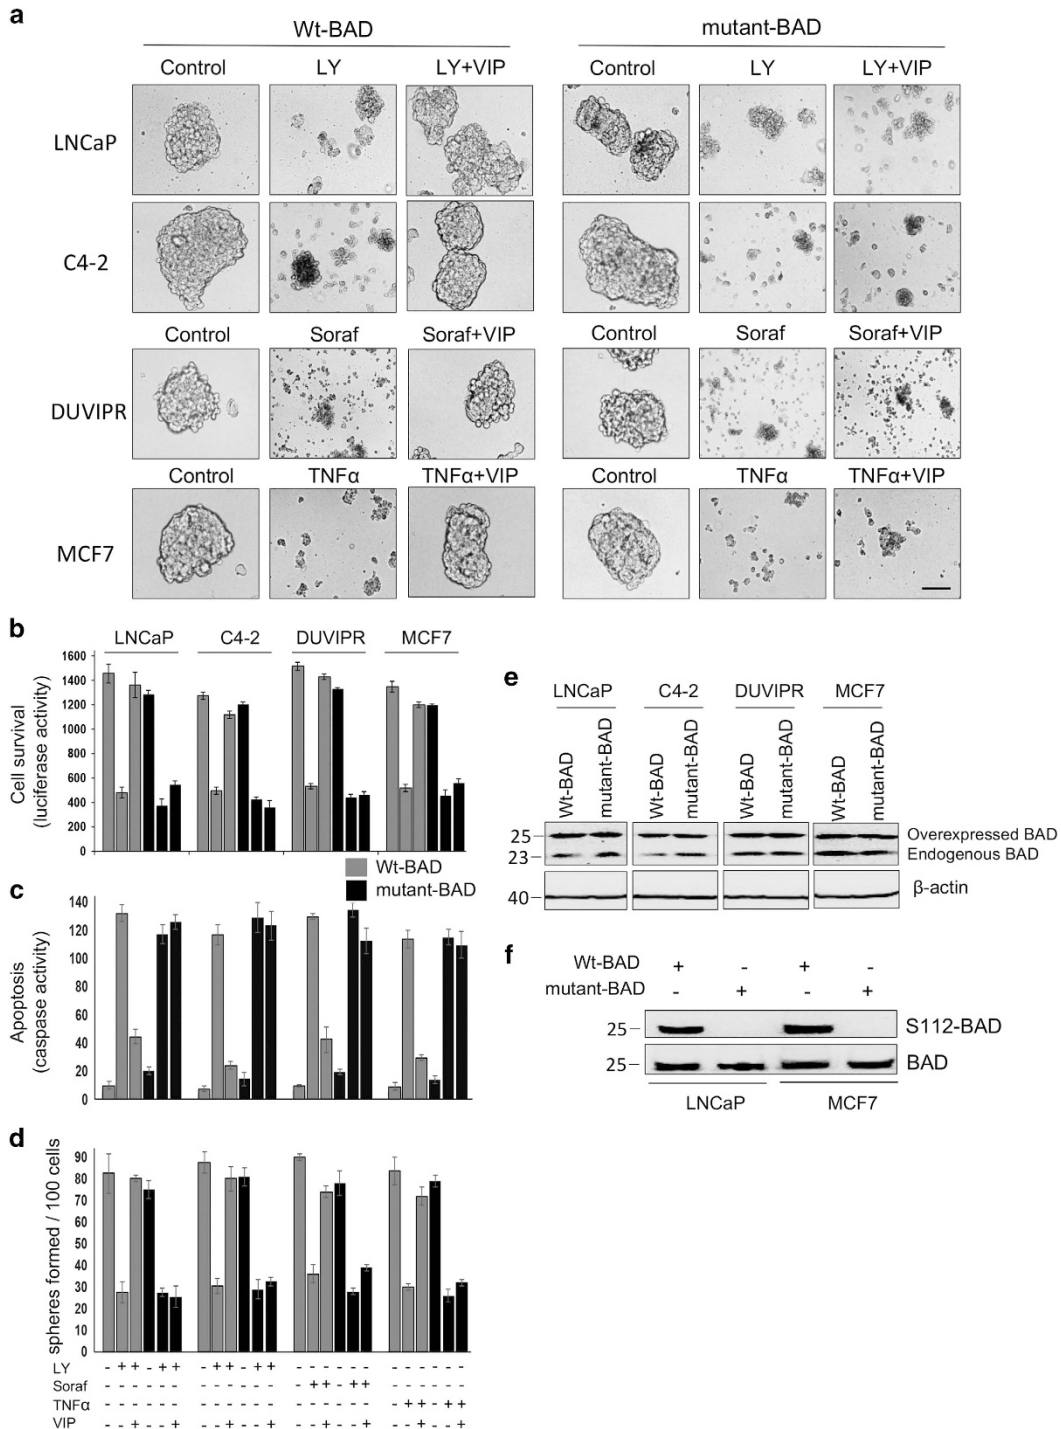 a
Wt-BAD
mutant-BAD
Control LY LY+VIP Control LY LY+VIP
LNCaP
C4-2
Control Soraf Soraf+VIP Control Soraf Soraf+VIP
DUVIPR
Control TNFα TNFα+VIP Control TNFα TNFα+VIP
MCF7
b
LNCaP C4-2 DUVIPR MCF7
Cell survival
(luciferase activity)
1600
1400
1200
1000
800
600
400
200
0
Wt-BAD
mutant-BAD
c
Apoptosis
(caspase activity)
140
120
100
80
60
40
20
0
d
spheres formed / 100 cells
90
80
70
60
50
40
30
20
10
0
LY - + + - + + - + + - + + - - - - - - - - - - - -
Soraf - - - - - - - - - - - - - + + - + + - - - - - -
TNFα - - - - - - - - - - - - - - - - - - - + + - + +
VIP - - + - - + - - + - - + - - + - - + - - + - - +
e
LNCaP C4-2 DUVIPR MCF7
Wt-BAD mutant-BAD Wt-BAD mutant-BAD Wt-BAD mutant-BAD Wt-BAD mutant-BAD
25 Overexpressed BAD
23 Endogenous BAD
40 β-actin
f
Wt-BAD + - + -
mutant-BAD - + - +
25 S112-BAD
25 BAD
LNCaP MCF7